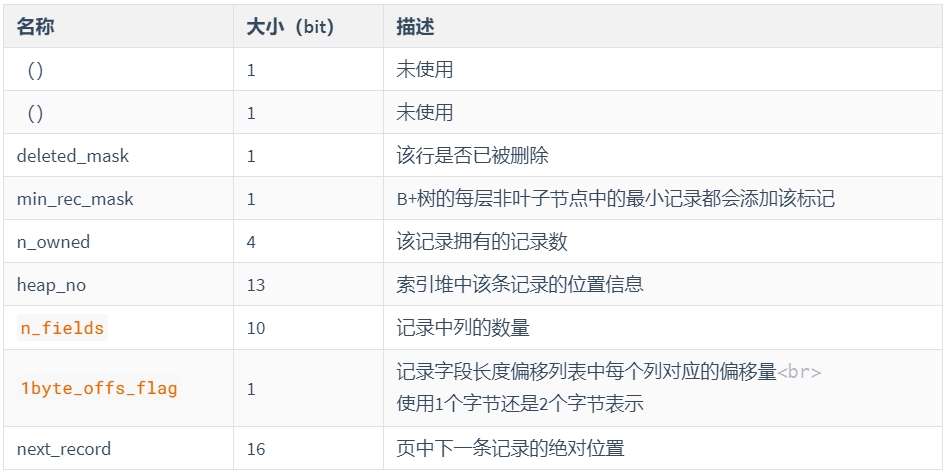 名称 大小（bit） 描述
（） 1 未使用
（） 1 未使用
deleted_mask 1 该行是否已被删除
min_rec_mask 1 B+树的每层非叶子节点中的最小记录都会添加该标记
n_owned 4 该记录拥有的记录数
heap_no 13 索引堆中该条记录的位置信息
n_fields 10 记录中列的数量
1byte_offs_flag 1 记录字段长度偏移列表中每个列对应的偏移量<br>
使用1个字节还是2个字节表示
next_record 16 页中下一条记录的绝对位置